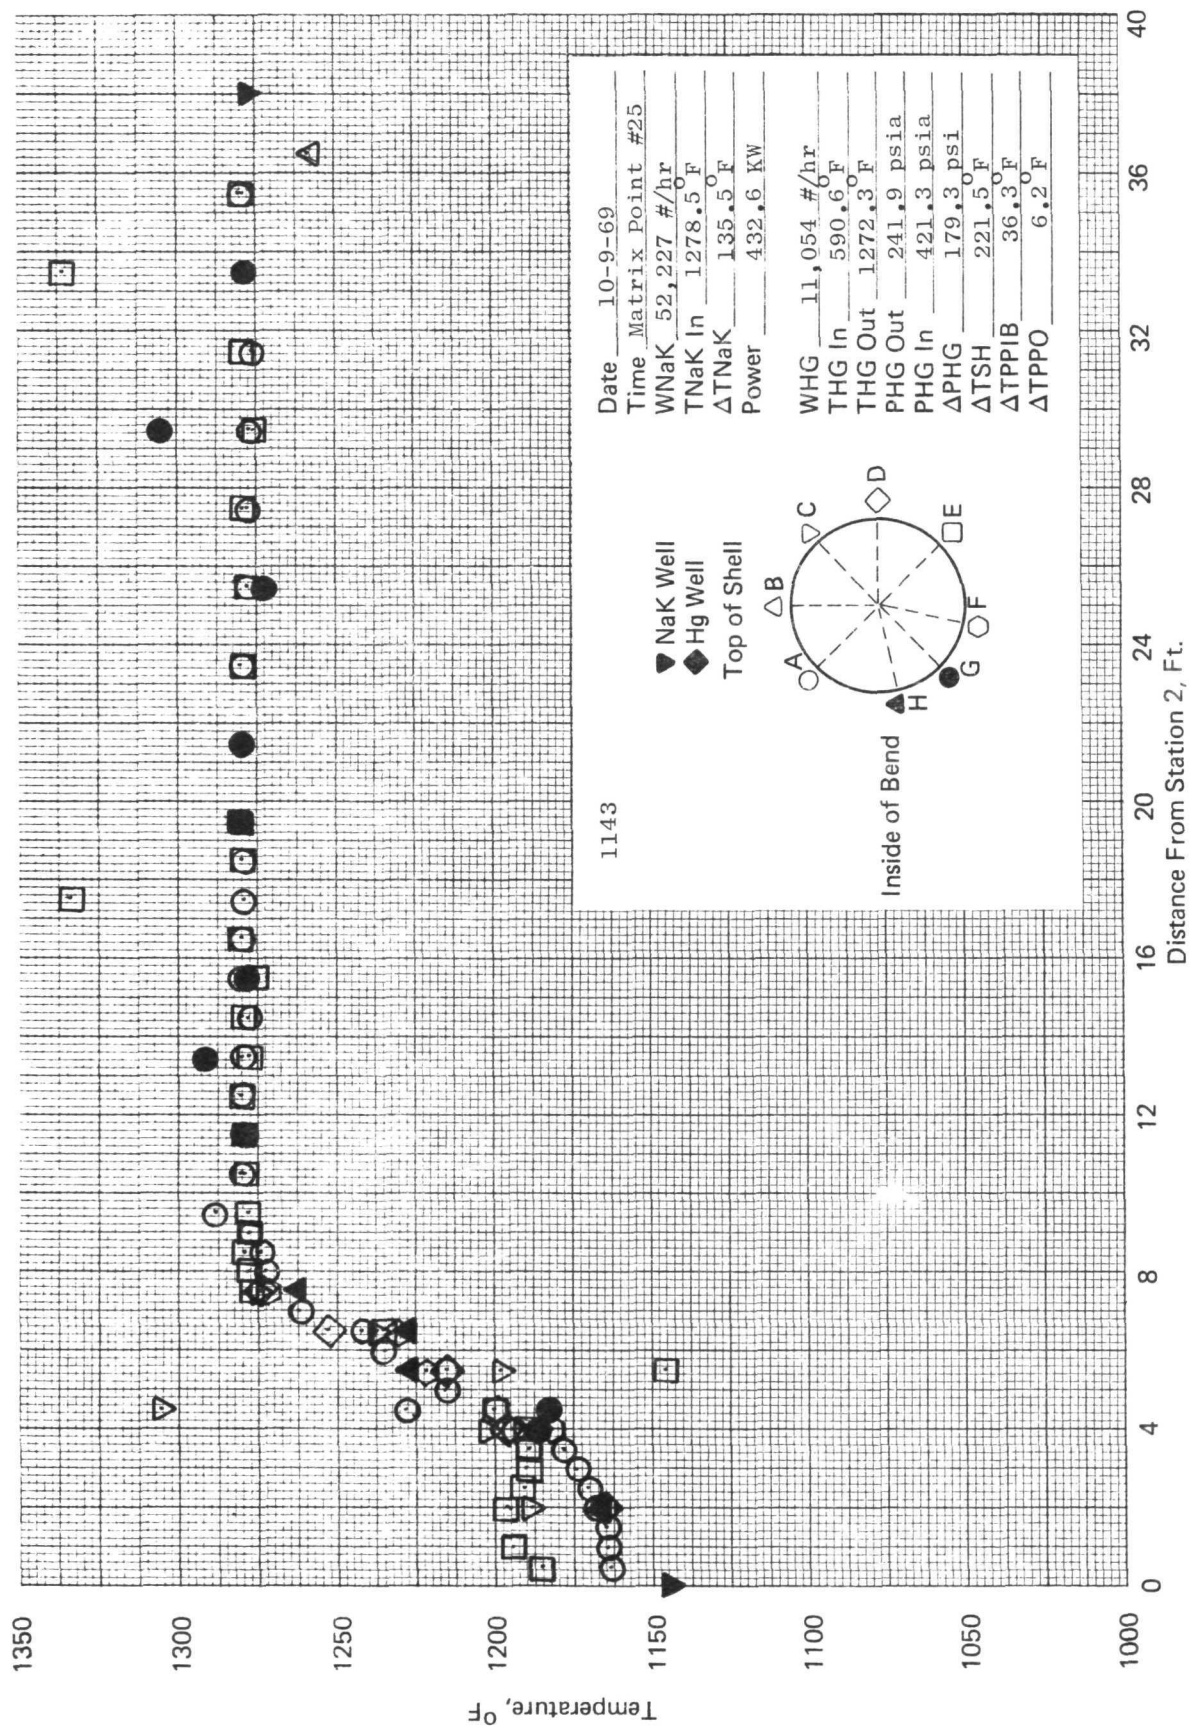 Temperature, °F
1350
1300
1250
1200
1150
1100
1050
1000
0
4
8
12
16
20
24
28
32
36
40
Distance From Station 2, Ft.
1143
NaK Well
Hg Well
Top of Shell
Inside of Bend
A
B
C
D
E
F
G
H
Date 10-9-69
Time Matrix Point #25
WNaK 52,227 #/hr
TNaK In 1278.5°F
ΔTNaK 135.5°F
Power 432.6 KW
WHG 11,054 #/hr
THG In 590.6°F
THG Out 1272.3°F
PHG Out 241.9 psia
PHG In 421.3 psia
ΔPHG 179.3 psi
ΔTSH 221.5°F
ΔTPPIB 36.3°F
ΔTPPO 6.2°F